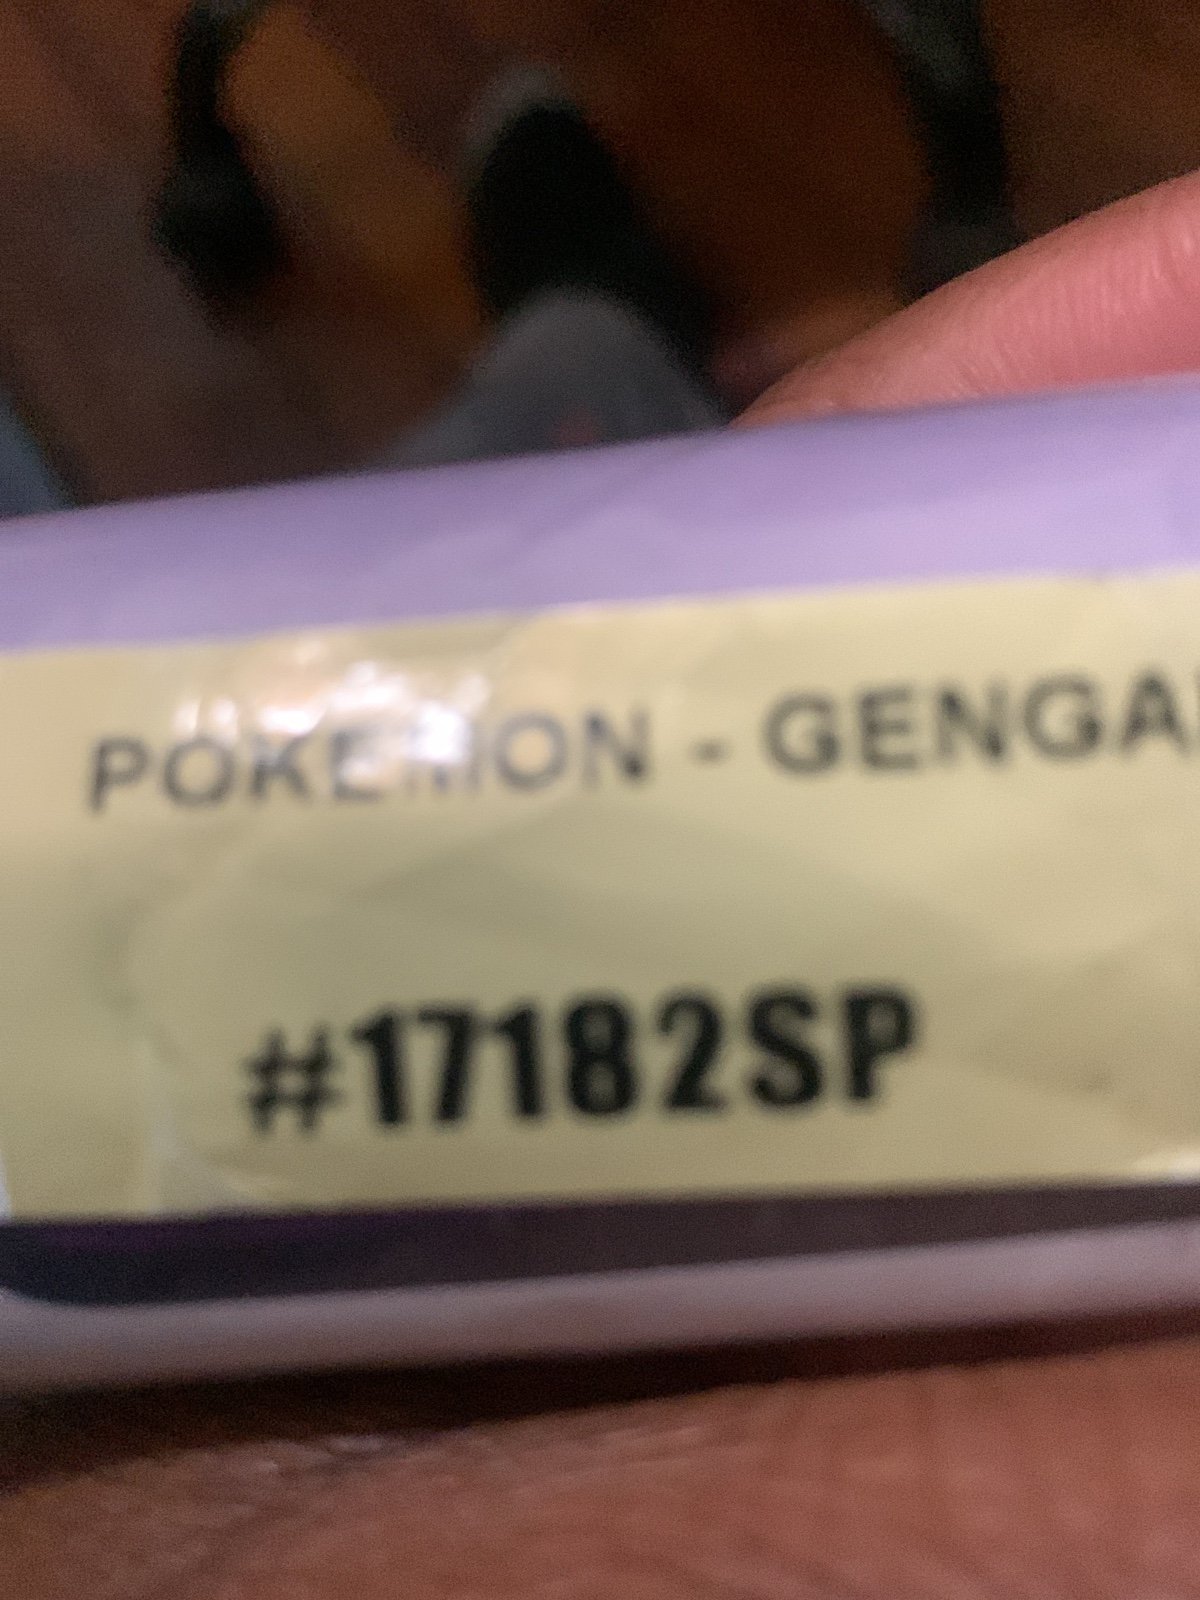 POKEMON - GENGA
#17182SP